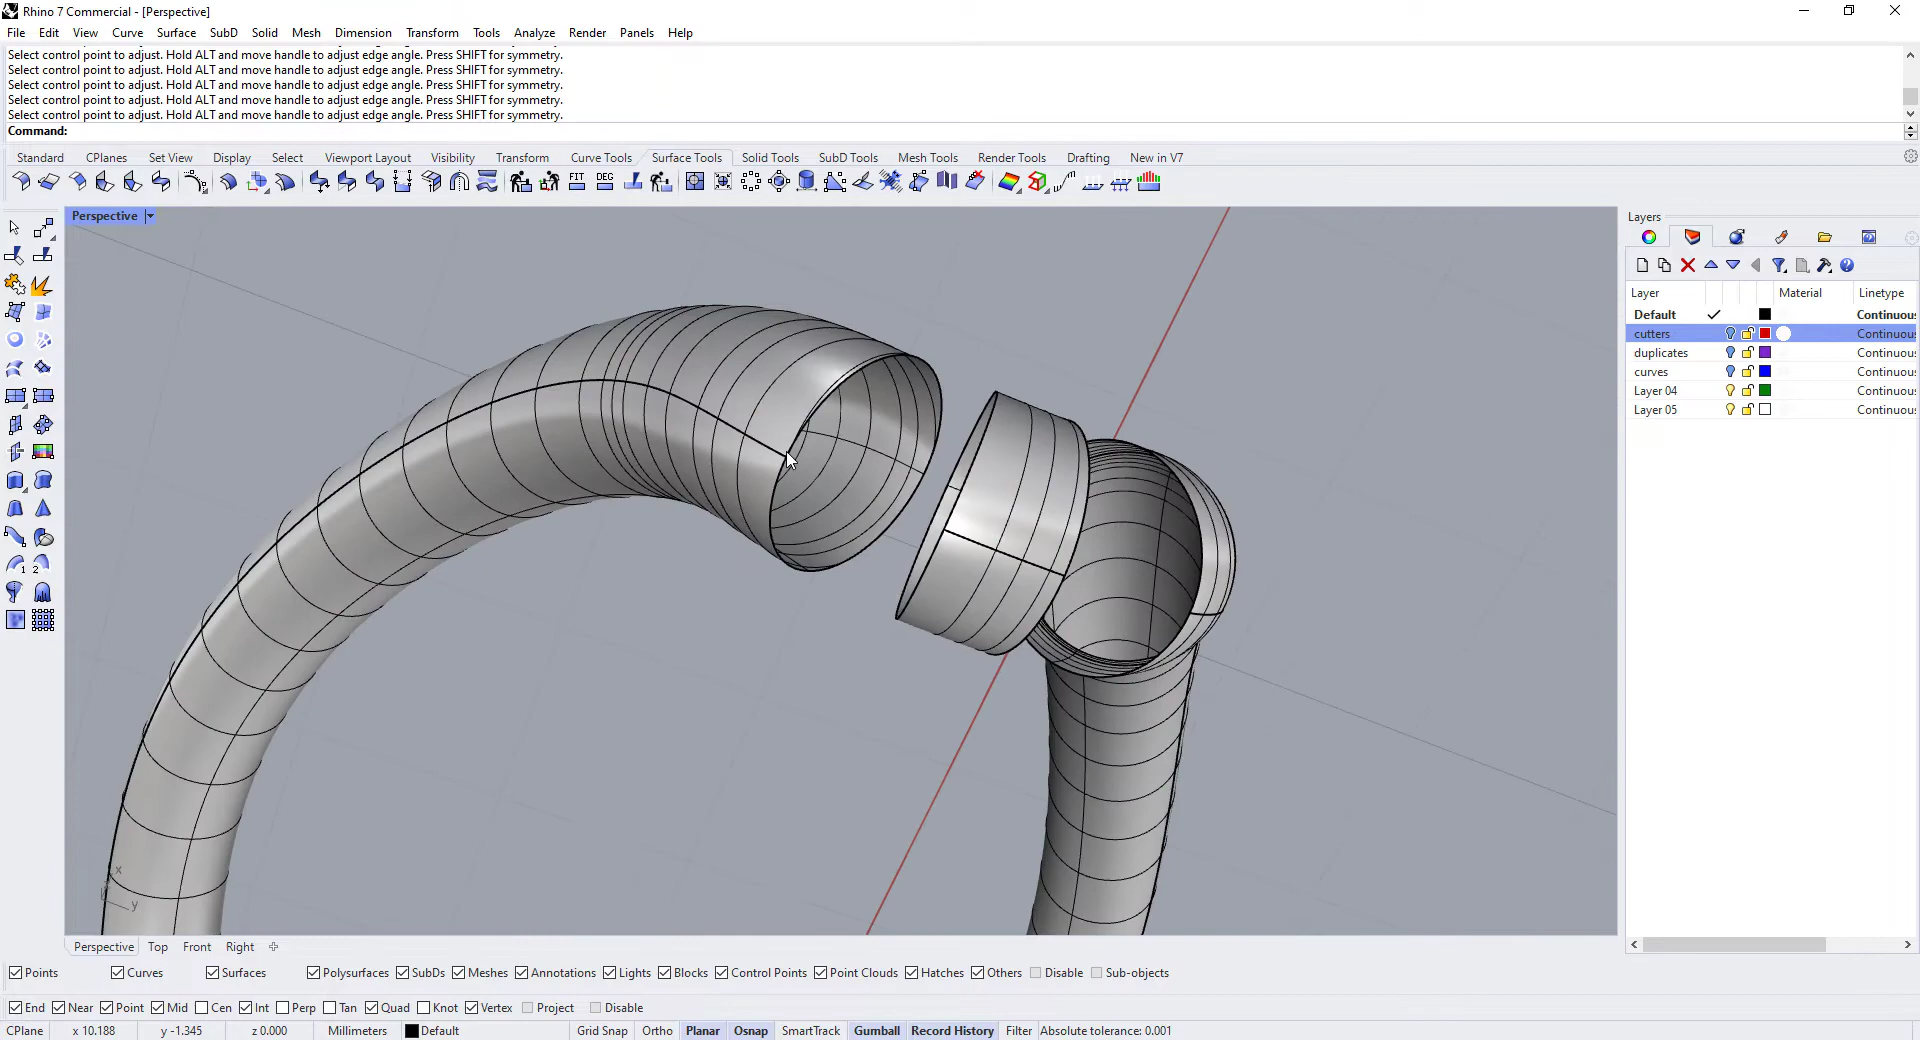 Rhino 7 Commercial - [Perspective]
File Edit View Curve Surface SubD Solid Mesh Dimension Transform Tools Analyze Render Panels Help
Select control point to adjust. Hold ALT and move handle to adjust edge angle. Press SHIFT for symmetry.
Select control point to adjust. Hold ALT and move handle to adjust edge angle. Press SHIFT for symmetry.
Select control point to adjust. Hold ALT and move handle to adjust edge angle. Press SHIFT for symmetry.
Select control point to adjust. Hold ALT and move handle to adjust edge angle. Press SHIFT for symmetry.
Select control point to adjust. Hold ALT and move handle to adjust edge angle. Press SHIFT for symmetry.
Command:
Standard CPlanes Set View Display Select Viewport Layout Visibility Transform Curve Tools Surface Tools Solid Tools SubD Tools Mesh Tools Render Tools Drafting New in V7
FIT DEG
Perspective
Layers
Layer Material Linetype
Default Continuou
cutters Continuou
duplicates Continuou
curves Continuou
Layer 04 Continuou
Layer 05 Continuou
1 2
x
y
Perspective Top Front Right
Points Curves Surfaces Polysurfaces SubDs Meshes Annotations Lights Blocks Control Points Point Clouds Hatches Others Disable Sub-objects
End Near Point Mid Cen Int Perp Tan Quad Knot Vertex Project Disable
CPlane x 10.188 y -1.345 z 0.000 Millimeters Default Grid Snap Ortho Planar Osnap SmartTrack Gumball Record History Filter Absolute tolerance: 0.001